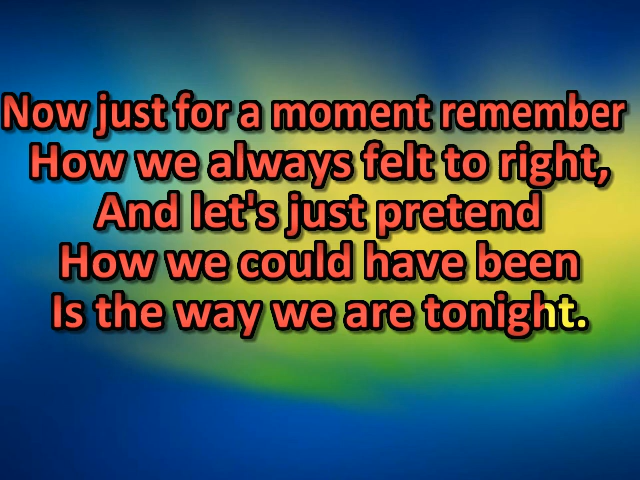 Now just for a moment remember
How we always felt to right,
And let's just pretend
How we could have been
Is the way we are tonight.